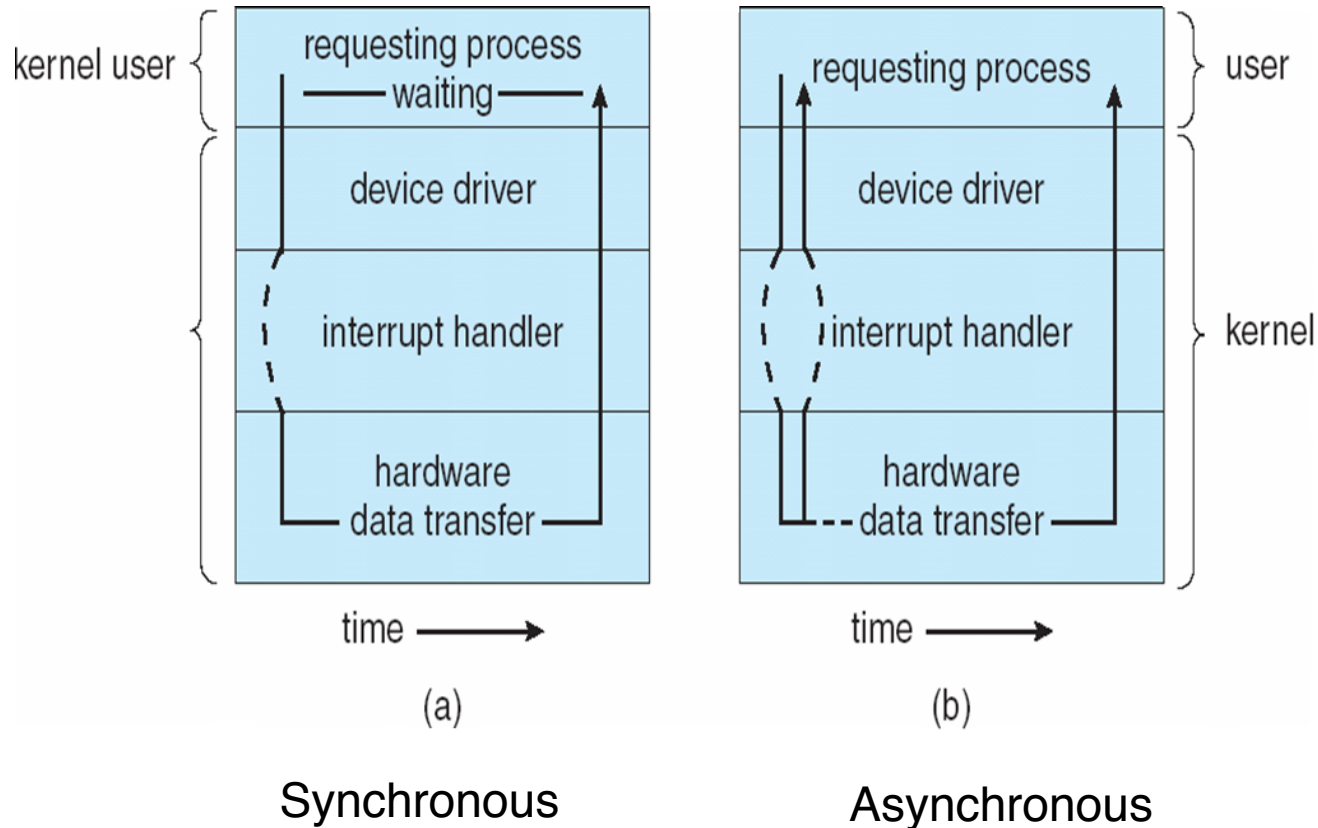 kernel user
requesting process
waiting
device driver
interrupt handler
hardware
data transfer
time
(a)
Synchronous
requesting process
device driver
interrupt handler
hardware
data transfer
user
kernel
time
(b)
Asynchronous